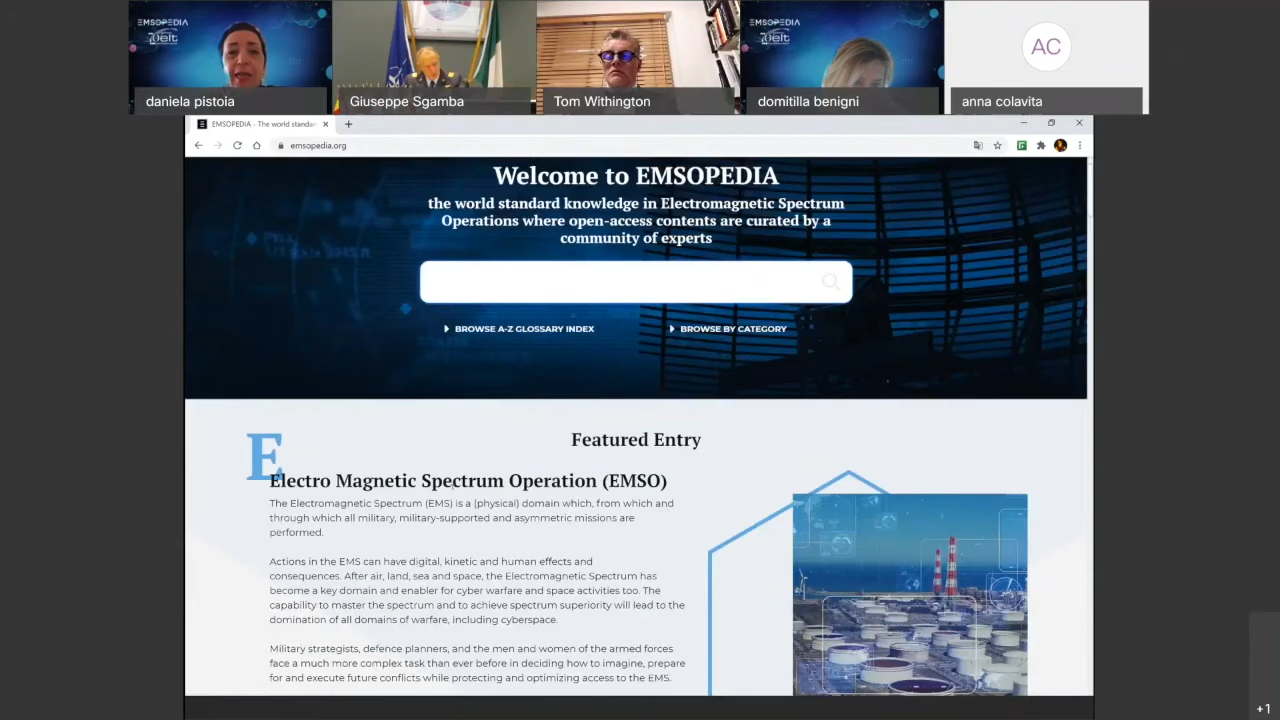 EMSOPEDIA
elt
EMSOPEDIA
elt
AC
daniela pistoia
Giuseppe Sgamba
Tom Withington
domitilla benigni
anna colavita
EMSOPEDIA - The world standar
emsopedia.org
Welcome to EMSOPEDIA
the world standard knowledge in Electromagnetic Spectrum
Operations where open-access contents are curated by a
community of experts
BROWSE A-Z GLOSSARY INDEX
BROWSE BY CATEGORY
Featured Entry
E
Electro Magnetic Spectrum Operation (EMSO)
The Electromagnetic Spectrum (EMS) is a (physical) domain which, from which and
through which all military, military-supported and asymmetric missions are
performed.
Actions in the EMS can have digital, kinetic and human effects and
consequences. After air, land, sea and space, the Electromagnetic Spectrum has
become a key domain and enabler for cyber warfare and space activities too. The
capability to master the spectrum and to achieve spectrum superiority will lead to the
domination of all domains of warfare, including cyberspace.
Military strategists, defence planners, and the men and women of the armed forces
face a much more complex task than ever before in deciding how to imagine, prepare
for and execute future conflicts while protecting and optimizing access to the EMS.
+1